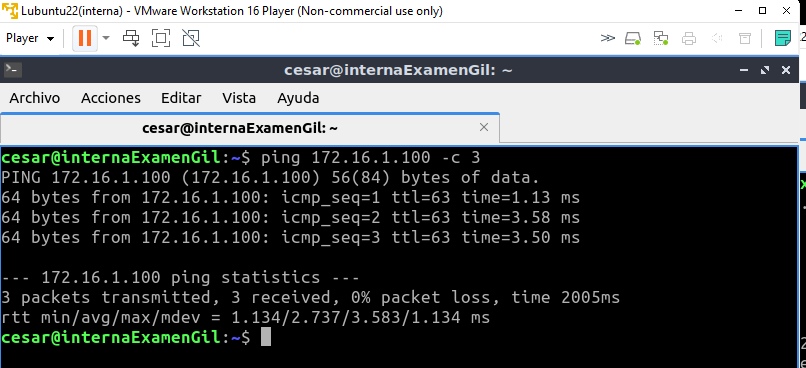 Lubuntu22(interna) - VMware Workstation 16 Player (Non-commercial use only)
Player
cesar@internaExamenGil: ~
Archivo Acciones Editar Vista Ayuda
cesar@internaExamenGil: ~
cesar@internaExamenGil:~$ ping 172.16.1.100 -c 3
PING 172.16.1.100 (172.16.1.100) 56(84) bytes of data.
64 bytes from 172.16.1.100: icmp_seq=1 ttl=63 time=1.13 ms
64 bytes from 172.16.1.100: icmp_seq=2 ttl=63 time=3.58 ms
64 bytes from 172.16.1.100: icmp_seq=3 ttl=63 time=3.50 ms
--- 172.16.1.100 ping statistics ---
3 packets transmitted, 3 received, 0% packet loss, time 2005ms
rtt min/avg/max/mdev = 1.134/2.737/3.583/1.134 ms
cesar@internaExamenGil:~$